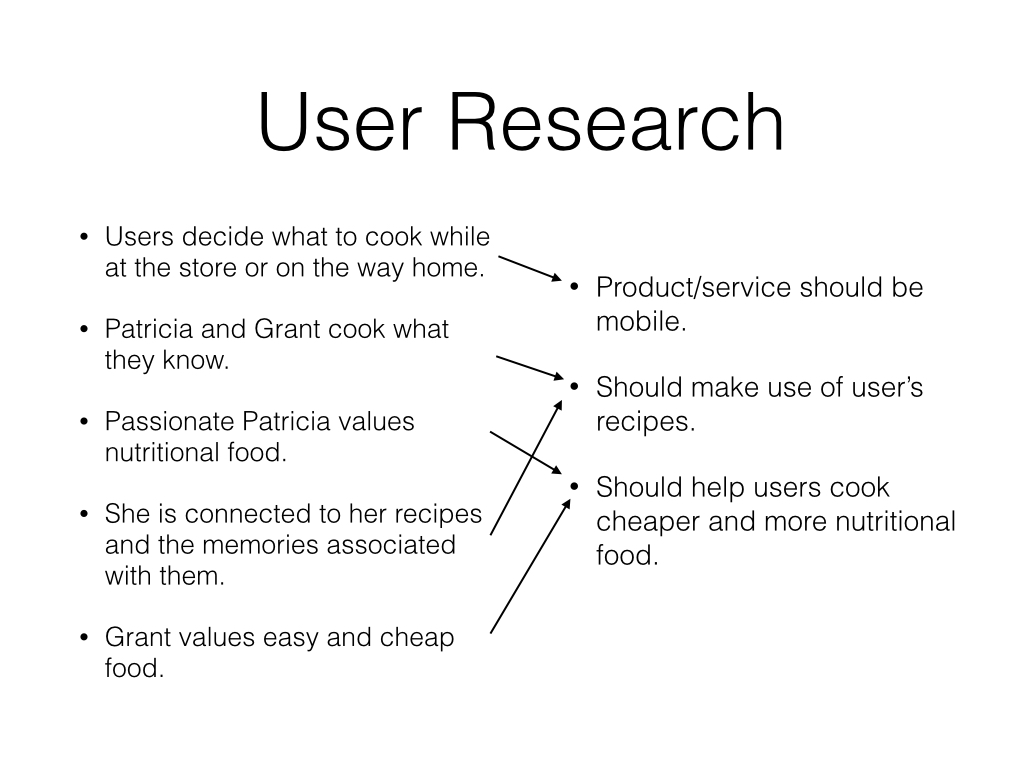 User Research
• Users decide what to cook while
at the store or on the way home.
• Patricia and Grant cook what
they know.
• Passionate Patricia values
nutritional food.
• She is connected to her recipes
and the memories associated
with them.
• Grant values easy and cheap
food.
• Product/service should be
mobile.
• Should make use of user’s
recipes.
• Should help users cook
cheaper and more nutritional
food.